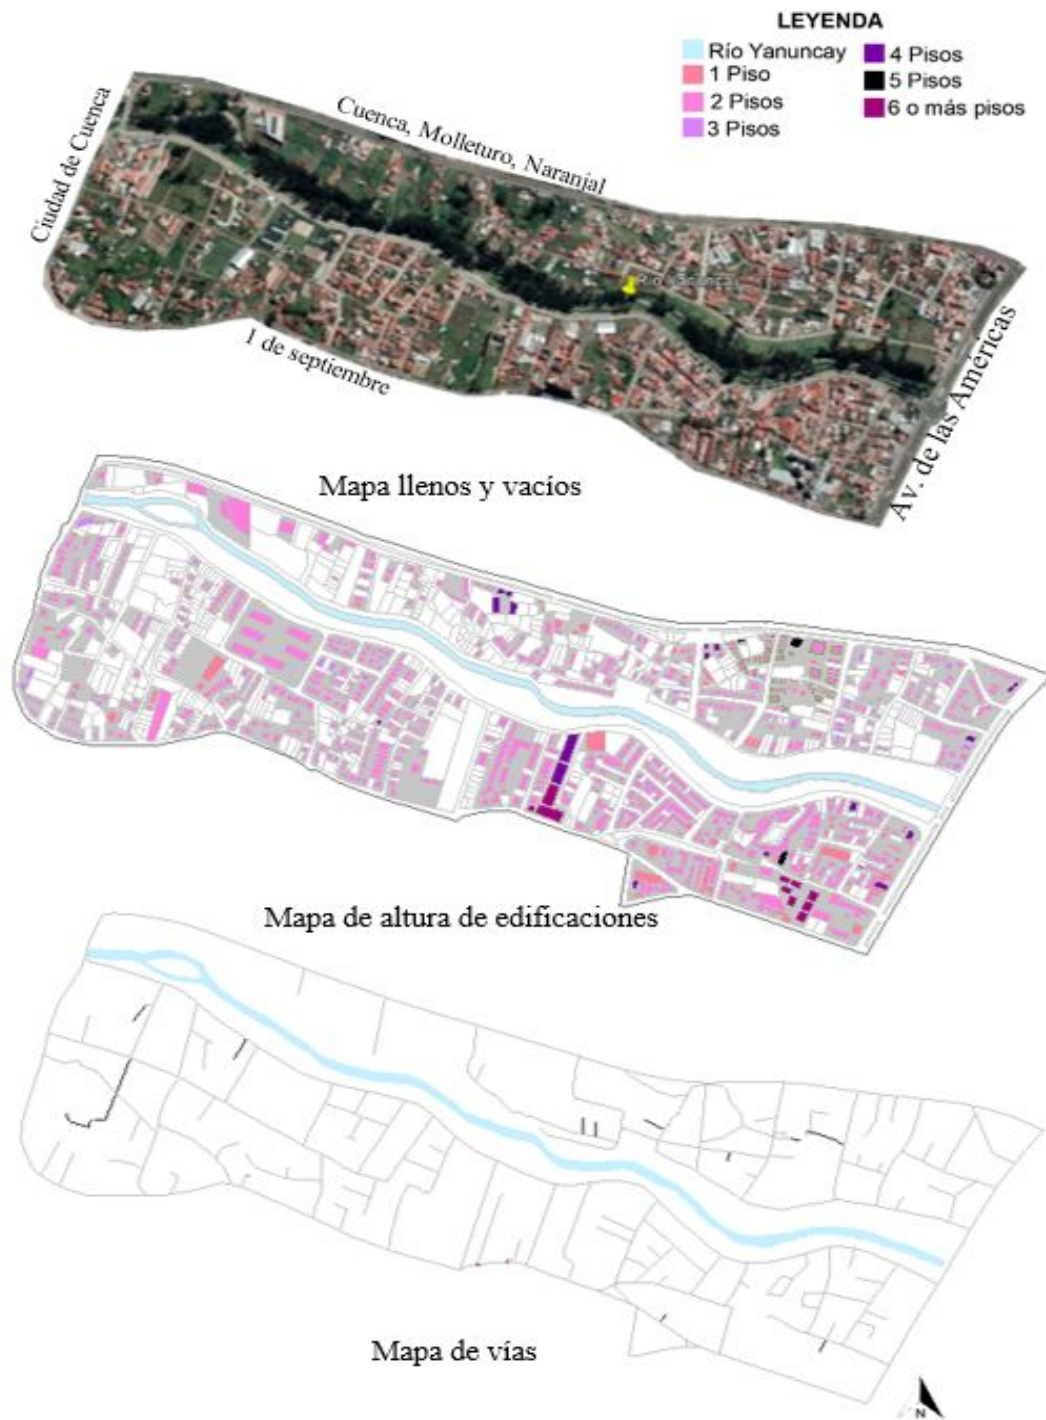 LEYENDA
Río Yanuncay
1 Piso
2 Pisos
3 Pisos
4 Pisos
5 Pisos
6 o más pisos
Ciudad de Cuenca
Cuenca, Molleturo, Naranjal
Río Yanuncay
1 de septiembre
Av. de las Américas
Mapa llenos y vacíos
Mapa de altura de edificaciones
Mapa de vías
N